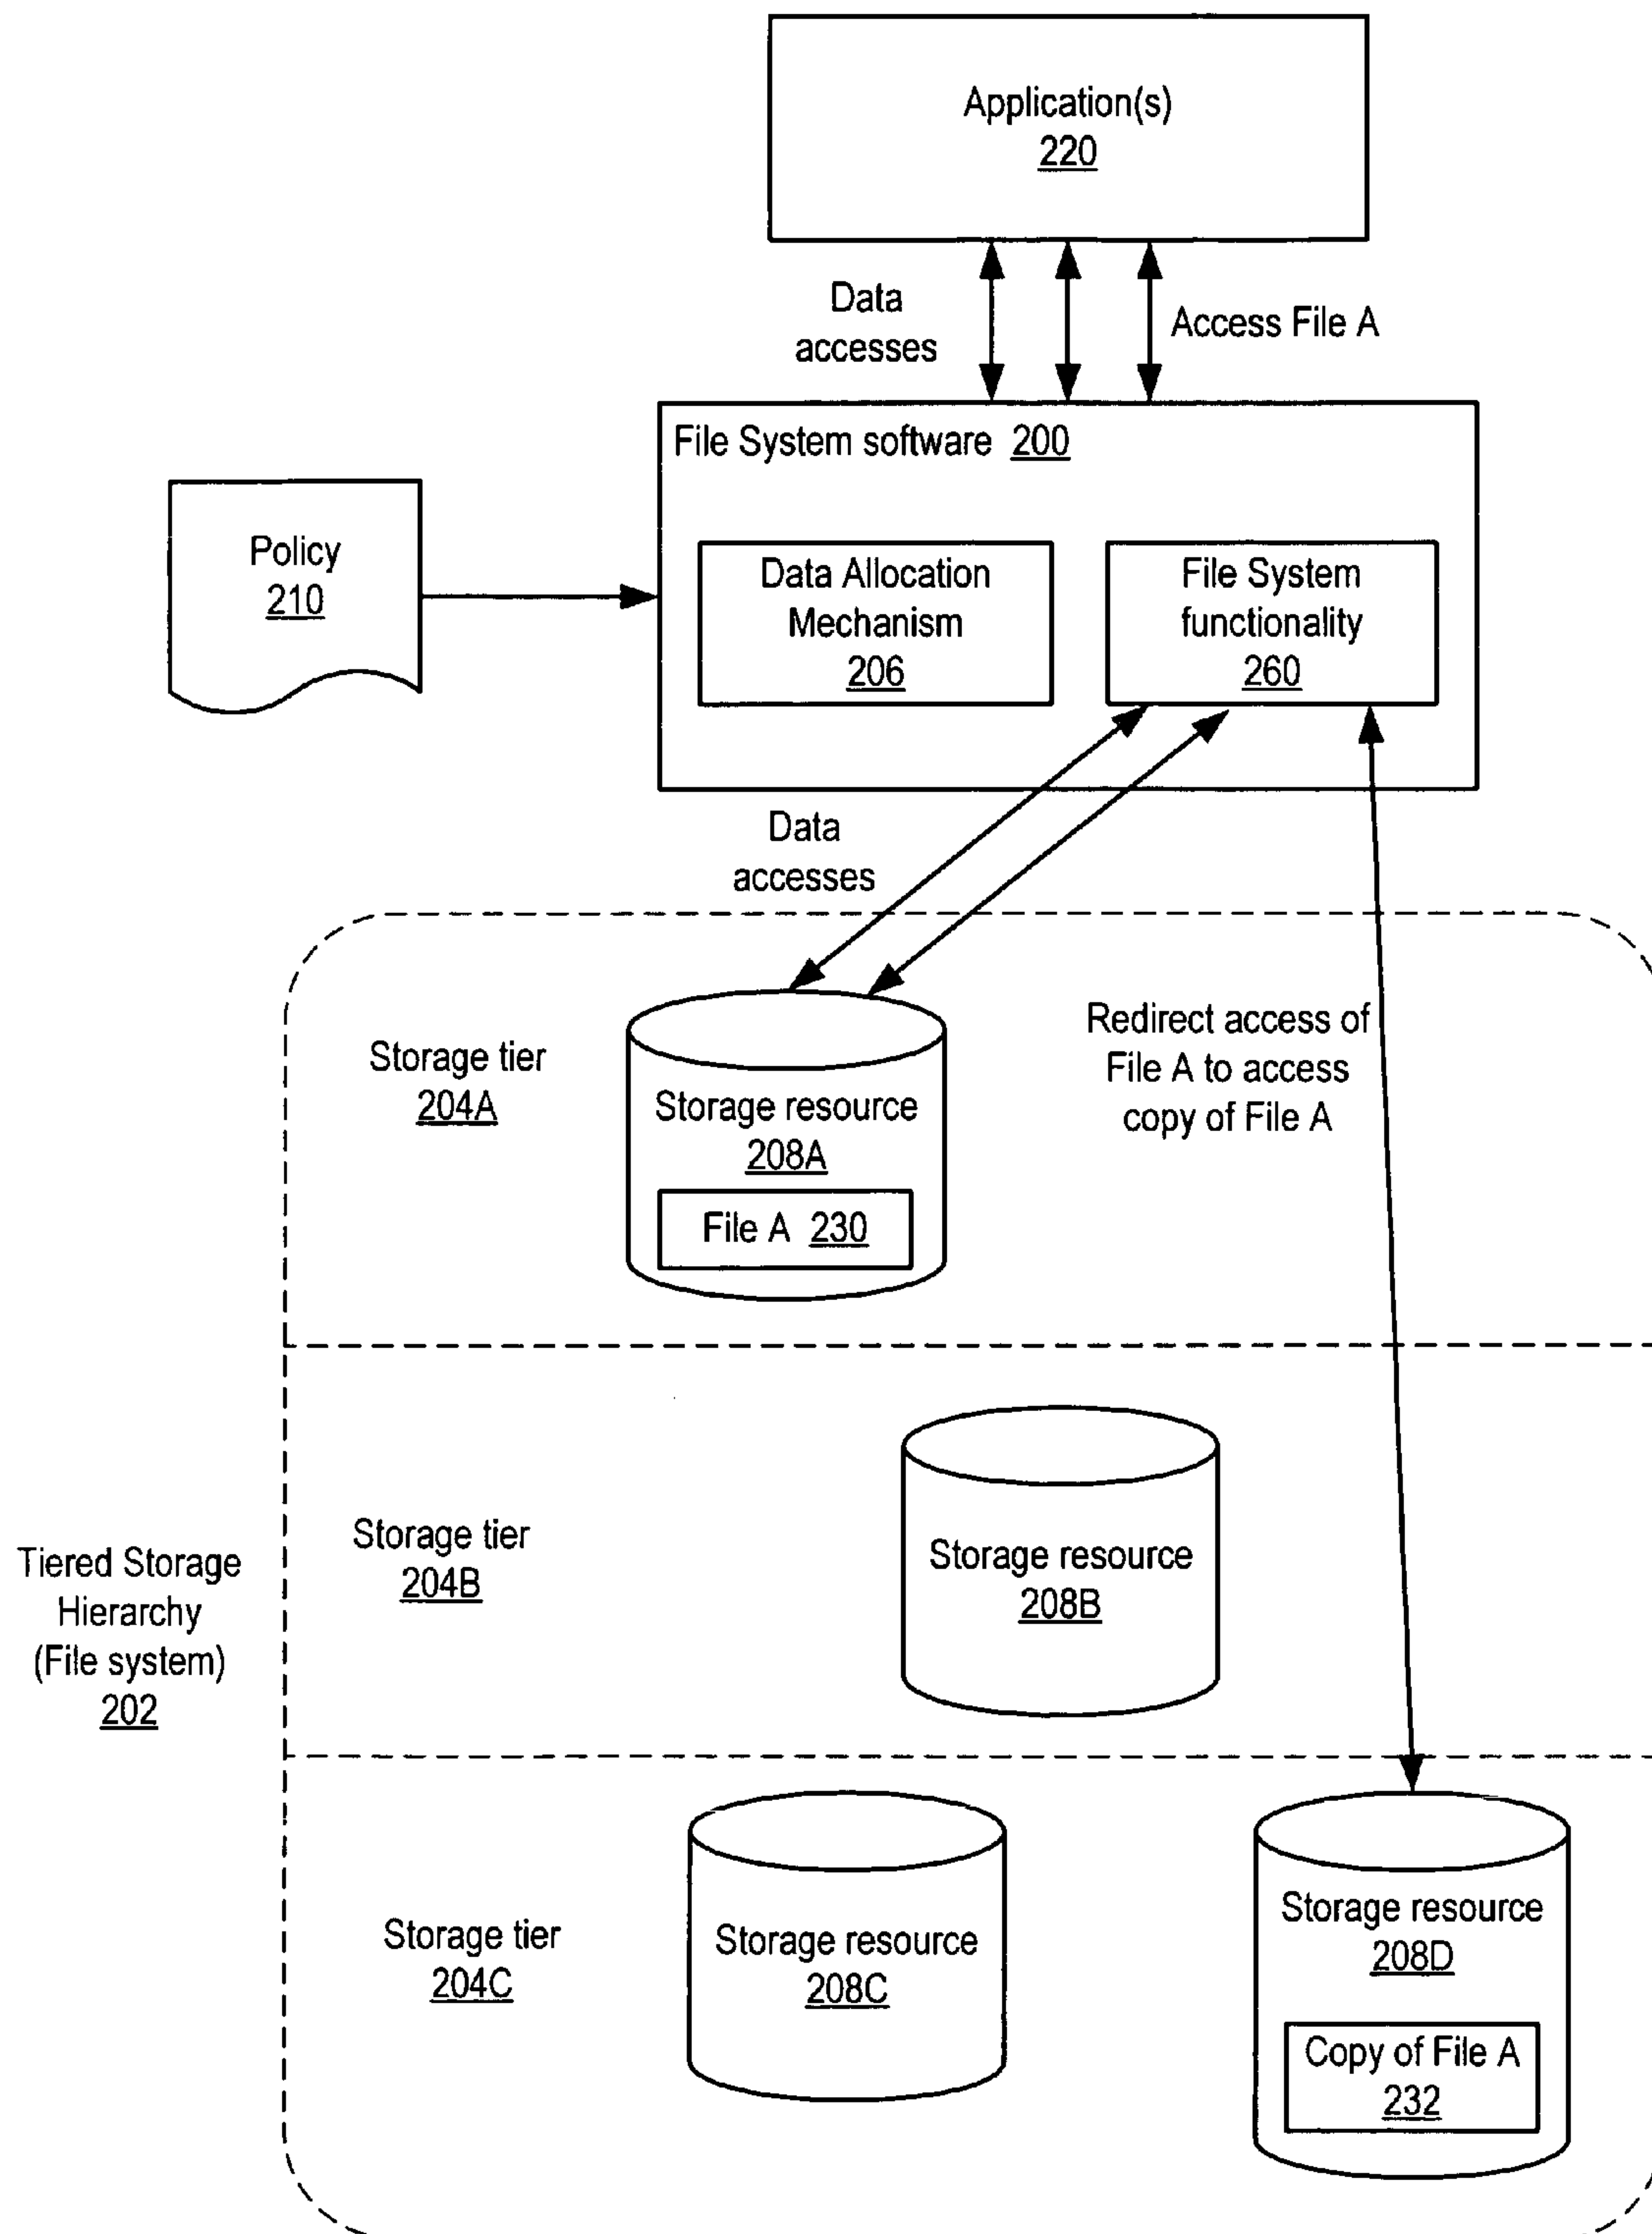 Application(s)
220
Data
accesses
Access File A
File System software 200
Policy
210
Data Allocation
Mechanism
206
File System
functionality
260
Data
accesses
Storage tier
204A
Storage resource
208A
File A 230
Redirect access of
File A to access
copy of File A
Tiered Storage
Hierarchy
(File system)
202
Storage tier
204B
Storage resource
208B
Storage tier
204C
Storage resource
208C
Storage resource
208D
Copy of File A
232